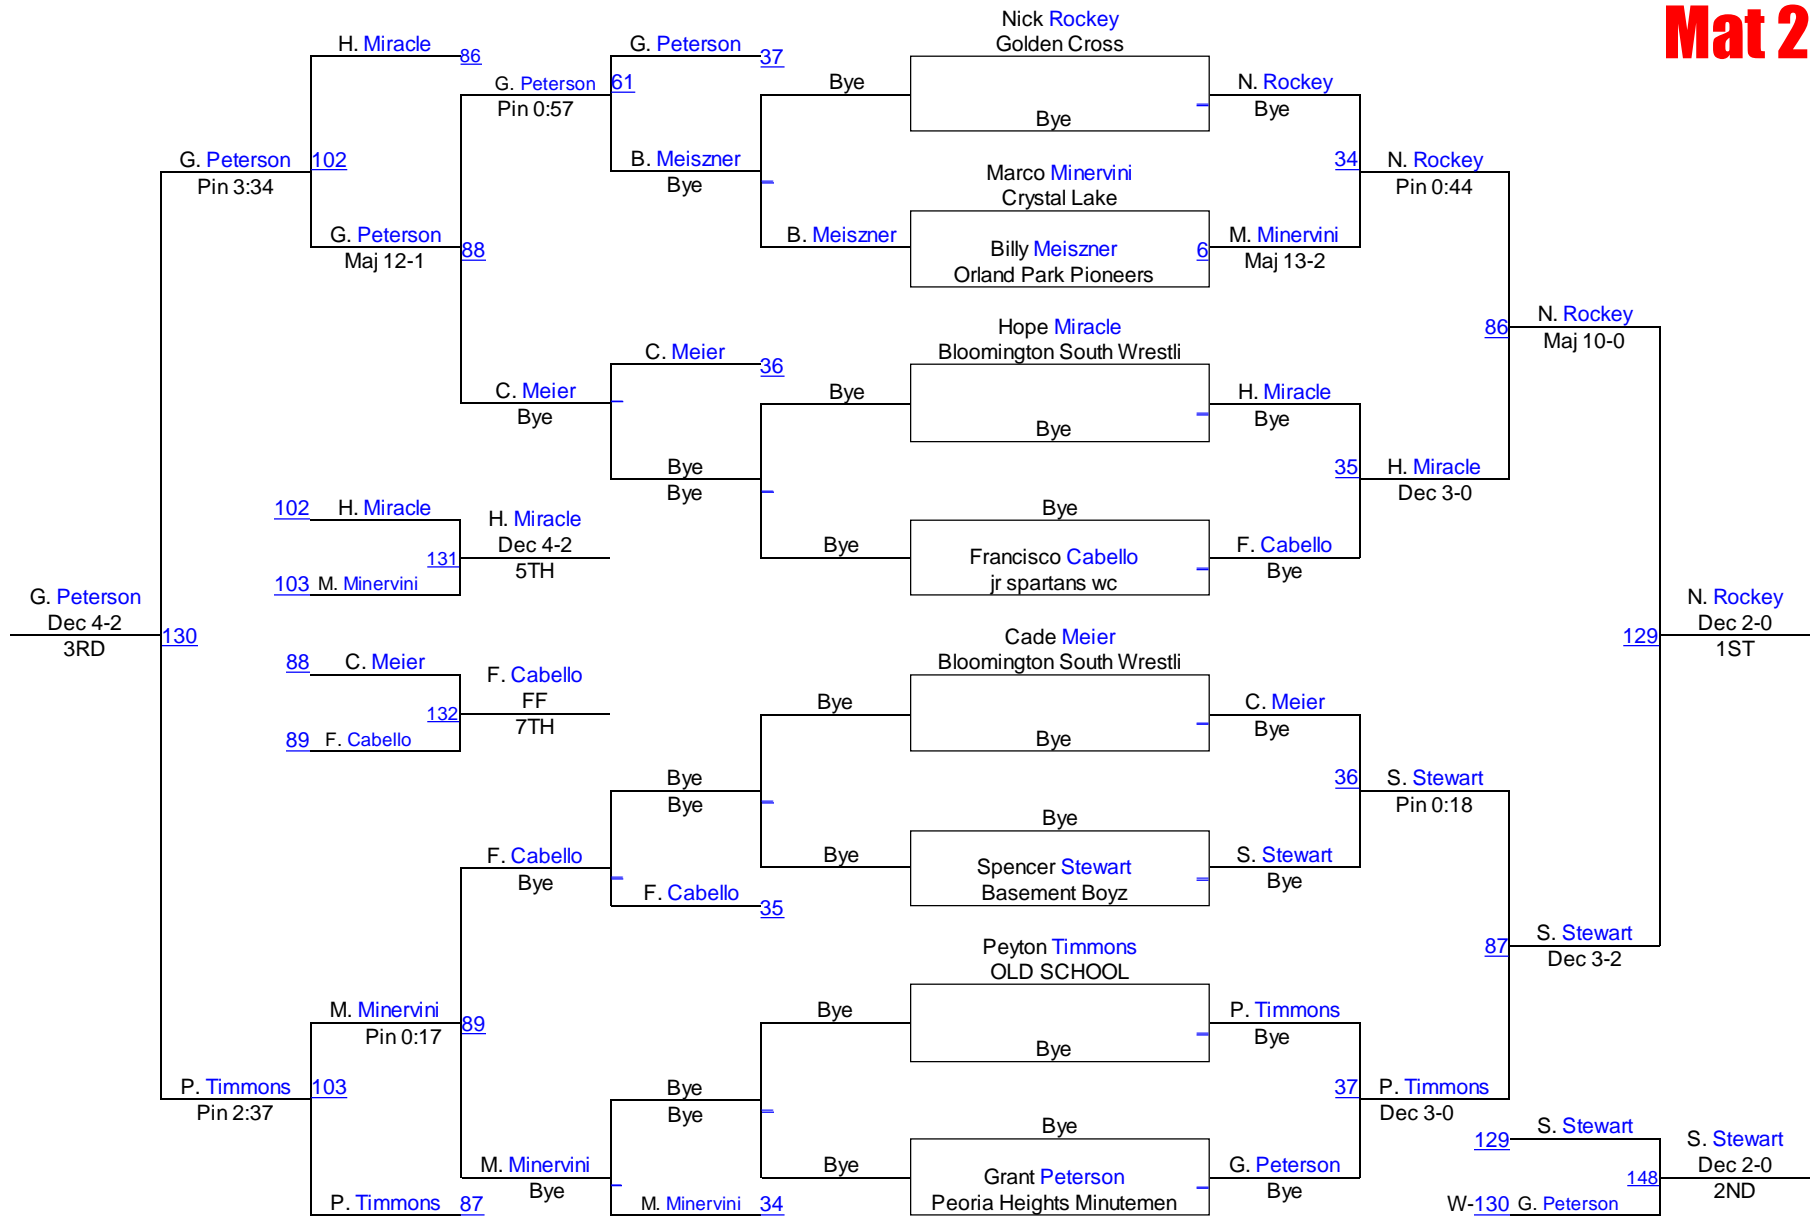 Mat 2
Nick Rockey
Golden Cross
H. Miracle
86
G. Peterson
37
G. Peterson
61
Pin 0:57
Bye
Bye
N. Rockey
Bye
G. Peterson
102
Pin 3:34
B. Meiszner
Bye
Marco Minervini
Crystal Lake
34
N. Rockey
Pin 0:44
G. Peterson
88
Maj 12-1
B. Meiszner
Billy Meiszner
Orland Park Pioneers
6
M. Minervini
Maj 13-2
Hope Miracle
Bloomington South Wrestli
86
N. Rockey
Maj 10-0
C. Meier
36
C. Meier
Bye
Bye
Bye
H. Miracle
Bye
Bye
Bye
35
H. Miracle
Dec 3-0
102
H. Miracle
H. Miracle
Dec 4-2
5TH
131
103
M. Minervini
Bye
Bye
Francisco Cabello
jr spartans wc
F. Cabello
Bye
G. Peterson
Dec 4-2
3RD
130
Cade Meier
Bloomington South Wrestli
129
N. Rockey
Dec 2-0
1ST
88
C. Meier
F. Cabello
FF
7TH
132
89
F. Cabello
Bye
Bye
C. Meier
Bye
Bye
Bye
36
S. Stewart
Pin 0:18
F. Cabello
Bye
Bye
Bye
Spencer Stewart
Basement Boyz
S. Stewart
Bye
F. Cabello
35
Peyton Timmons
OLD SCHOOL
87
S. Stewart
Dec 3-2
M. Minervini
89
Pin 0:17
Bye
Bye
P. Timmons
Bye
P. Timmons
103
Pin 2:37
Bye
Bye
37
P. Timmons
Dec 3-0
M. Minervini
Bye
Bye
Bye
Grant Peterson
Peoria Heights Minutemen
G. Peterson
Bye
129
S. Stewart
S. Stewart
Dec 2-0
2ND
148
P. Timmons
87
M. Minervini
34
W-130
G. Peterson